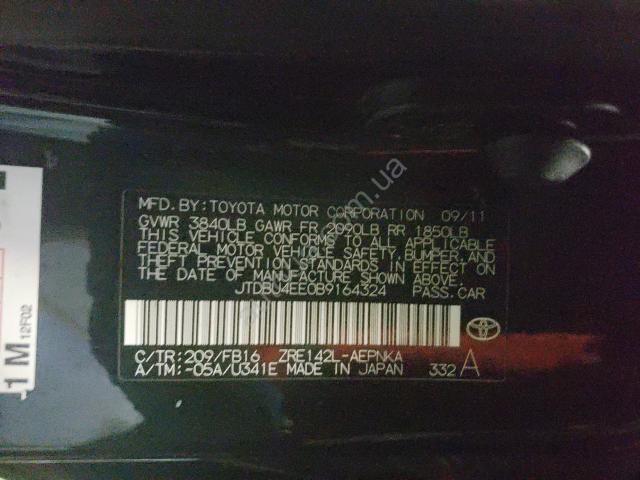 MFD. BY: TOYOTA MOTOR CORPORATION 09/11
GVWR 3840LB GAWR FR 2090LB RR 1850LB
THIS VEHICLE CONFORMS TO ALL APPLICABLE
FEDERAL MOTOR VEHICLE SAFETY, BUMPER, AND
THEFT PREVENTION STANDARDS IN EFFECT ON
THE DATE OF MANUFACTURE SHOWN ABOVE.
JTDBU4EE0B9164324 PASS. CAR
C/TR: 209/FB16 ZRE142L-AEPNKA
A/TM: -05A/U341E MADE IN JAPAN 332 A
1 M 12F02